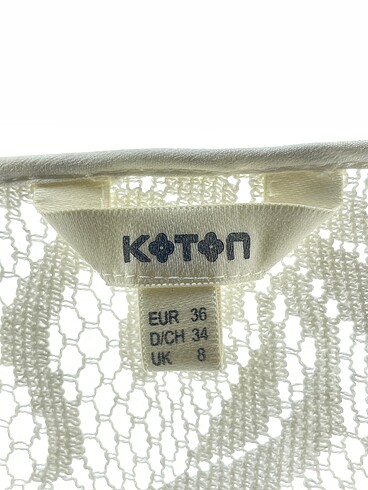 KOTON
EUR 36
D/CH 34
UK 8